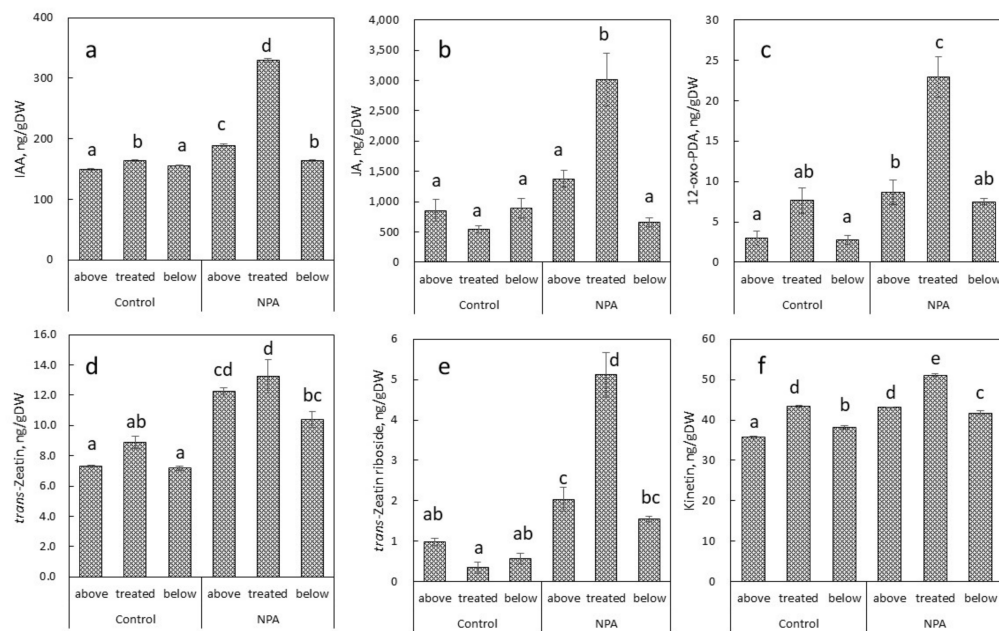 a
IAA, ng/gDW
400
300
200
100
0
a
b
a
c
d
b
above treated below above treated below
Control NPA
b
JA, ng/gDW
4,000
3,500
3,000
2,500
2,000
1,500
1,000
500
0
a
a
a
a
b
a
above treated below above treated below
Control NPA
c
12-oxo-PDA, ng/gDW
30
25
20
15
10
5
0
a
ab
a
b
c
ab
above treated below above treated below
Control NPA
d
trans-Zeatin, ng/gDW
16.0
14.0
12.0
10.0
8.0
6.0
4.0
2.0
0.0
a
ab
a
cd
d
bc
above treated below above treated below
Control NPA
e
trans-Zeatin riboside, ng/gDW
6
5
4
3
2
1
0
ab
a
ab
c
d
bc
above treated below above treated below
Control NPA
f
Kinetin, ng/gDW
60
50
40
30
20
10
0
a
d
b
d
e
c
above treated below above treated below
Control NPA